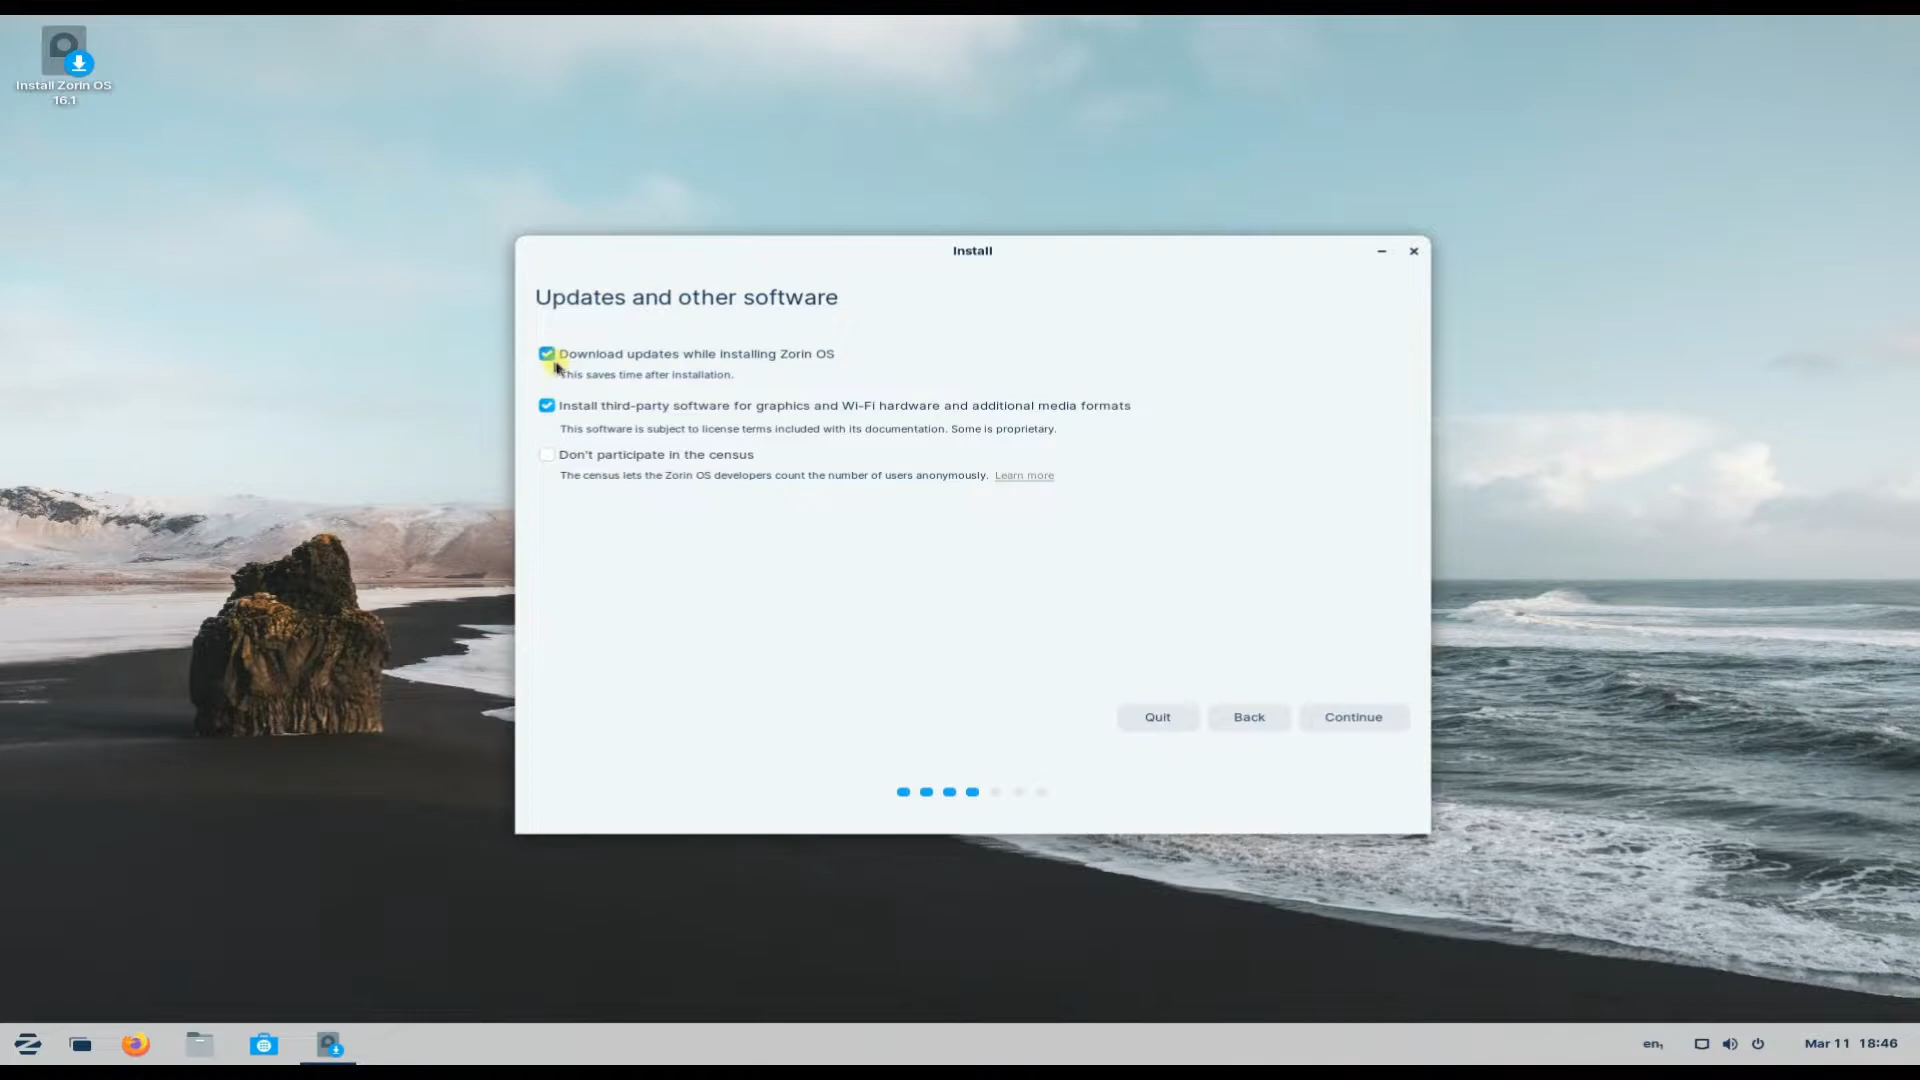 Install Zorin OS
16.1
Install
Updates and other software
Download updates while installing Zorin OS
This saves time after installation.
Install third-party software for graphics and Wi-Fi hardware and additional media formats
This software is subject to license terms included with its documentation. Some is proprietary.
Don't participate in the census
The census lets the Zorin OS developers count the number of users anonymously. Learn more
Quit Back Continue
en₁ Mar 11 18:46